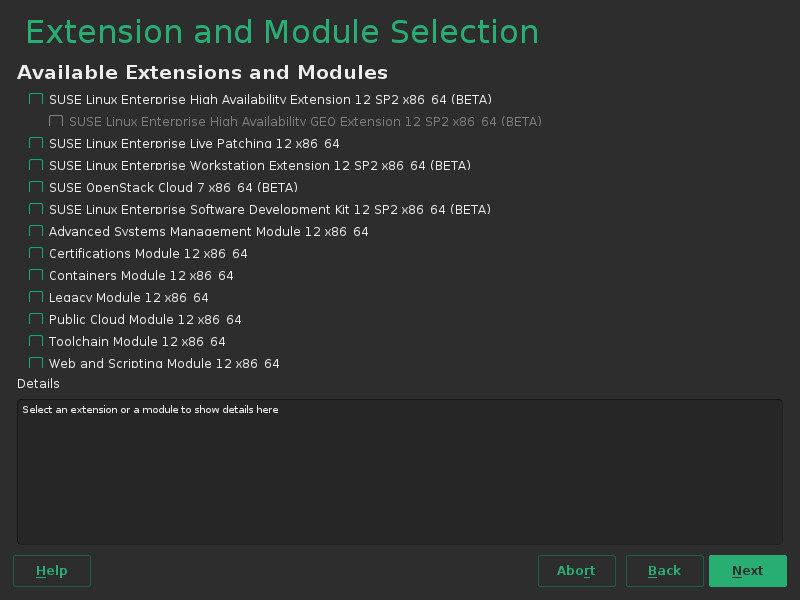 Extension and Module Selection
Available Extensions and Modules
SUSE Linux Enterprise High Availability Extension 12 SP2 x86_64 (BETA)
SUSE Linux Enterprise High Availability GEO Extension 12 SP2 x86_64 (BETA)
SUSE Linux Enterprise Live Patching 12 x86_64
SUSE Linux Enterprise Workstation Extension 12 SP2 x86_64 (BETA)
SUSE OpenStack Cloud 7 x86_64 (BETA)
SUSE Linux Enterprise Software Development Kit 12 SP2 x86_64 (BETA)
Advanced Systems Management Module 12 x86_64
Certifications Module 12 x86_64
Containers Module 12 x86_64
Legacy Module 12 x86_64
Public Cloud Module 12 x86_64
Toolchain Module 12 x86_64
Web and Scripting Module 12 x86_64
Details
Select an extension or a module to show details here
Help Abort Back Next